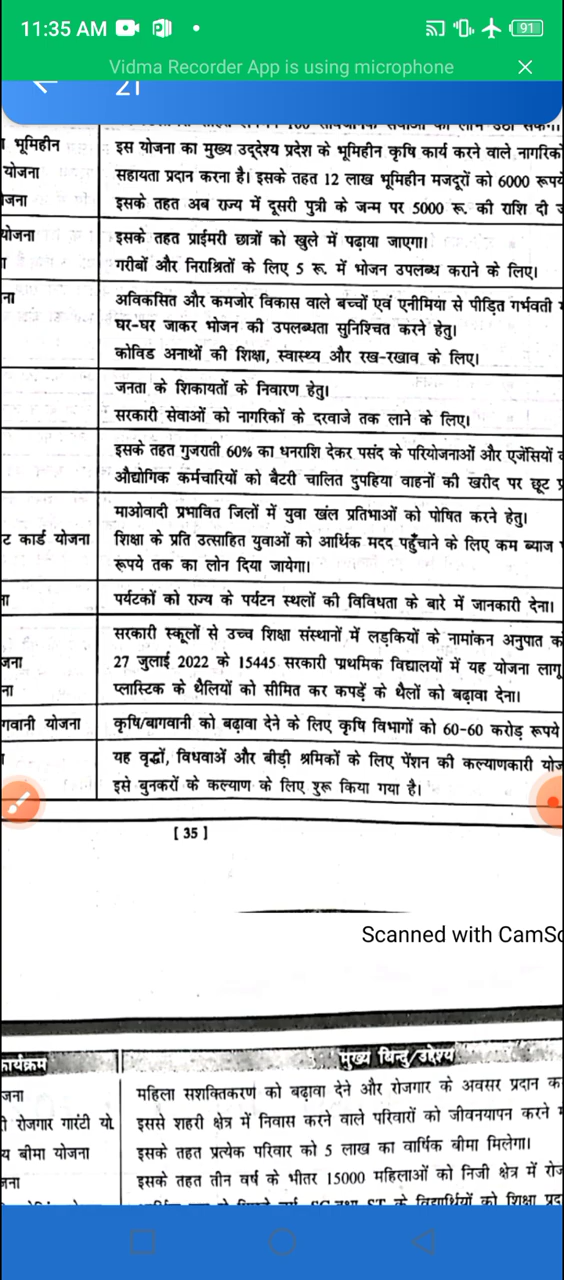 11:35 AM
91
Vidma Recorder App is using microphone
21
भूमिहीन इस योजना का मुख्य उद्देश्य प्रदेश के भूमिहीन कृषि कार्य करने वाले नागरिको
योजना सहायता प्रदान करना है। इसके तहत 12 लाख भूमिहीन मजदूरों को 6000 रूपये
जना इसके तहत अब राज्य में दूसरी पुत्री के जन्म पर 5000 रू. की राशि दी
योजना इसके तहत प्राईमरी छात्रों को खुले में पढ़ाया जाएगा।
गरीबों और निराश्रितों के लिए 5 रू. में भोजन उपलब्ध कराने के लिए।
ना अविकसित और कमजोर विकास वाले बच्चों एवं एनीमिया से पीड़ित गर्भवती
घर-घर जाकर भोजन की उपलब्धता सुनिश्चित करने हेतु।
कोविड अनाथों की शिक्षा, स्वास्थ्य और रख-रखाव के लिए।
जनता के शिकायतों के निवारण हेतु।
सरकारी सेवाओं को नागरिकों के दरवाजे तक लाने के लिए।
इसके तहत गुजराती 60% का धनराशि देकर पसंद के परियोजनाओं और एजेंसियों
औद्योगिक कर्मचारियों को बैटरी चालित दुपहिया वाहनों की खरीद पर छूट
माओवादी प्रभावित जिलों में युवा खेल प्रतिभाओं को पोषित करने हेतु।
ट कार्ड योजना शिक्षा के प्रति उत्साहित युवाओं को आर्थिक मदद पहुँचाने के लिए कम ब्याज
रूपये तक का लोन दिया जायेगा।
पर्यटकों को राज्य के पर्यटन स्थलों की विविधता के बारे में जानकारी देना।
सरकारी स्कूलों से उच्च शिक्षा संस्थानों में लड़कियों के नामांकन अनुपात
जना 27 जुलाई 2022 के 15445 सरकारी प्राथमिक विद्यालयों में यह योजना लागू
ना प्लास्टिक के थैलियों को सीमित कर कपड़ें के थैलों को बढ़ावा देना।
गवानी योजना कृषि/बागवानी को बढ़ावा देने के लिए कृषि विभागों को 60-60 करोड़ रूपये
यह वृद्धों, विधवाओं और बीड़ी श्रमिकों के लिए पेंशन की कल्याणकारी योज
इसे बुनकरों के कल्याण के लिए शुरू किया गया है।
[ 35 ]
Scanned with CamSc
कार्यक्रम मुख्य बिन्दु/उद्देश्य
जना महिला सशक्तिकरण को बढ़ावा देने और रोजगार के अवसर प्रदान क
रोजगार गारंटी यो इससे शहरी क्षेत्र में निवास करने वाले परिवारों को जीवनयापन करने
य बीमा योजना इसके तहत प्रत्येक परिवार को 5 लाख का वार्षिक बीमा मिलेगा।
जना इसके तहत तीन वर्ष के भीतर 15000 महिलाओं को निजी क्षेत्र में रोज
SC तथा ST के विद्यार्थियों को शिक्षा प्रद